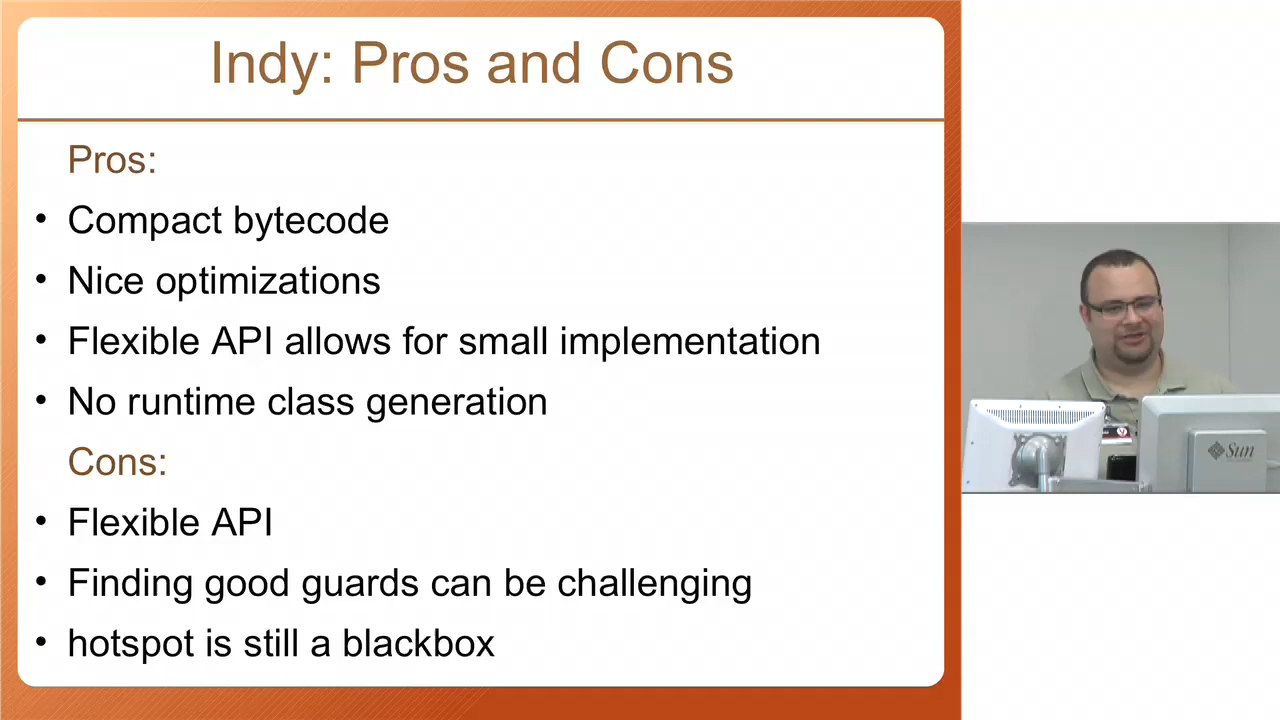 Indy: Pros and Cons
Pros:
• Compact bytecode
• Nice optimizations
• Flexible API allows for small implementation
• No runtime class generation
Cons:
• Flexible API
• Finding good guards can be challenging
• hotspot is still a blackbox
Sun